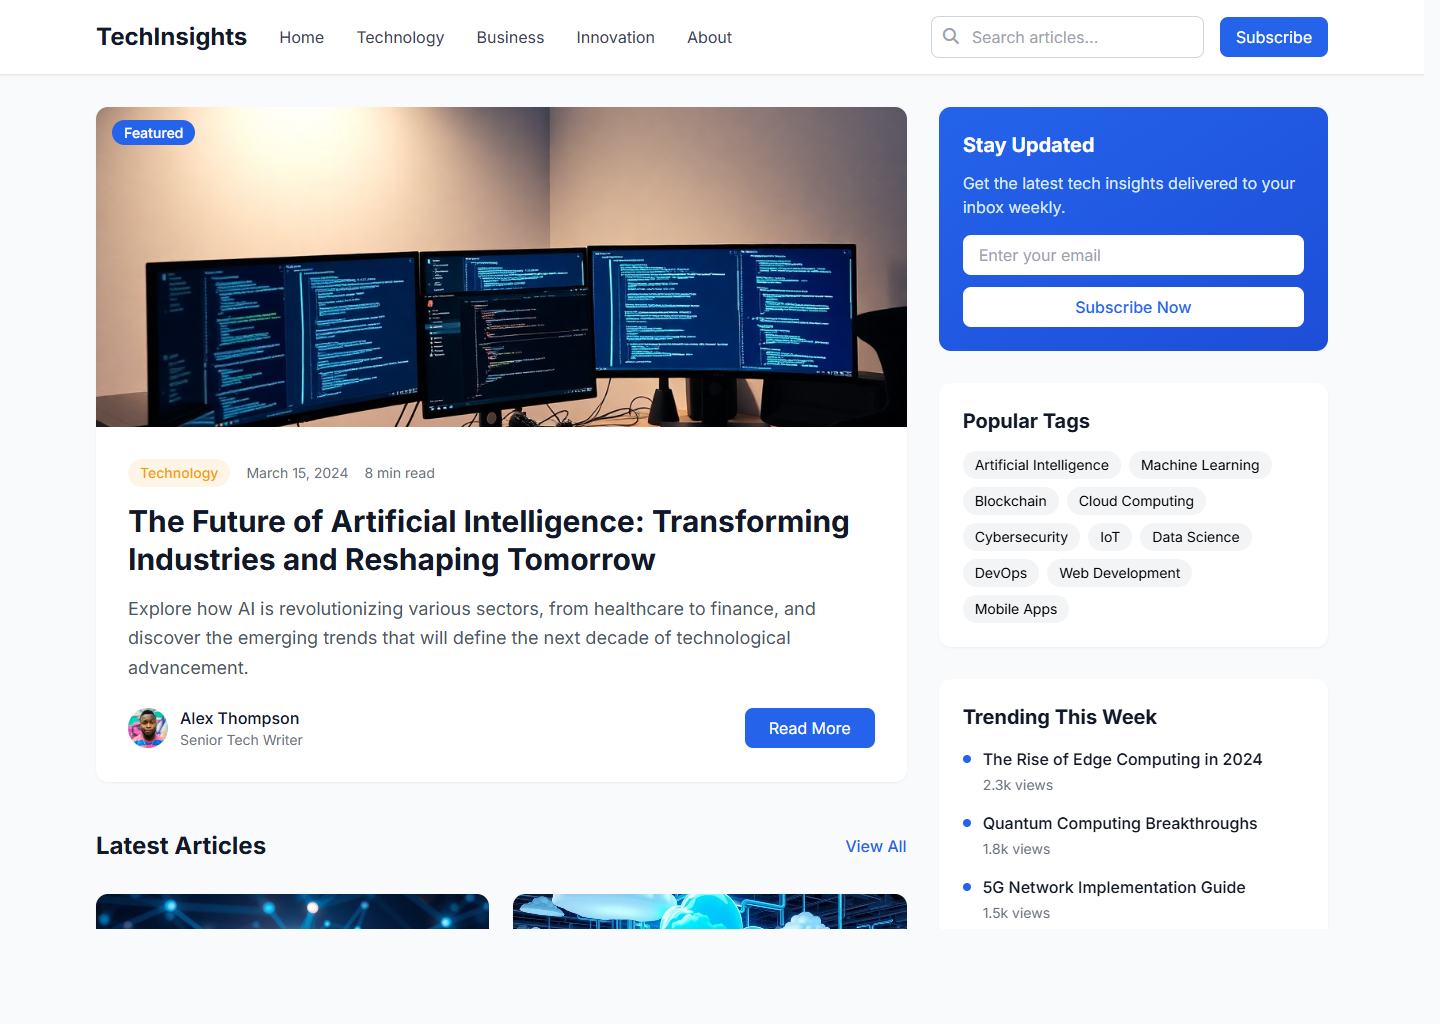 TechInsights
Home
Technology
Business
Innovation
About
Search articles...
Subscribe
Featured
Technology
March 15, 2024
8 min read
The Future of Artificial Intelligence: Transforming
Industries and Reshaping Tomorrow
Explore how AI is revolutionizing various sectors, from healthcare to finance, and
discover the emerging trends that will define the next decade of technological
advancement.
Alex Thompson
Senior Tech Writer
Read More
Latest Articles
View All
Stay Updated
Get the latest tech insights delivered to your
inbox weekly.
Enter your email
Subscribe Now
Popular Tags
Artificial Intelligence
Machine Learning
Blockchain
Cloud Computing
Cybersecurity
IoT
Data Science
DevOps
Web Development
Mobile Apps
Trending This Week
The Rise of Edge Computing in 2024
2.3k views
Quantum Computing Breakthroughs
1.8k views
5G Network Implementation Guide
1.5k views